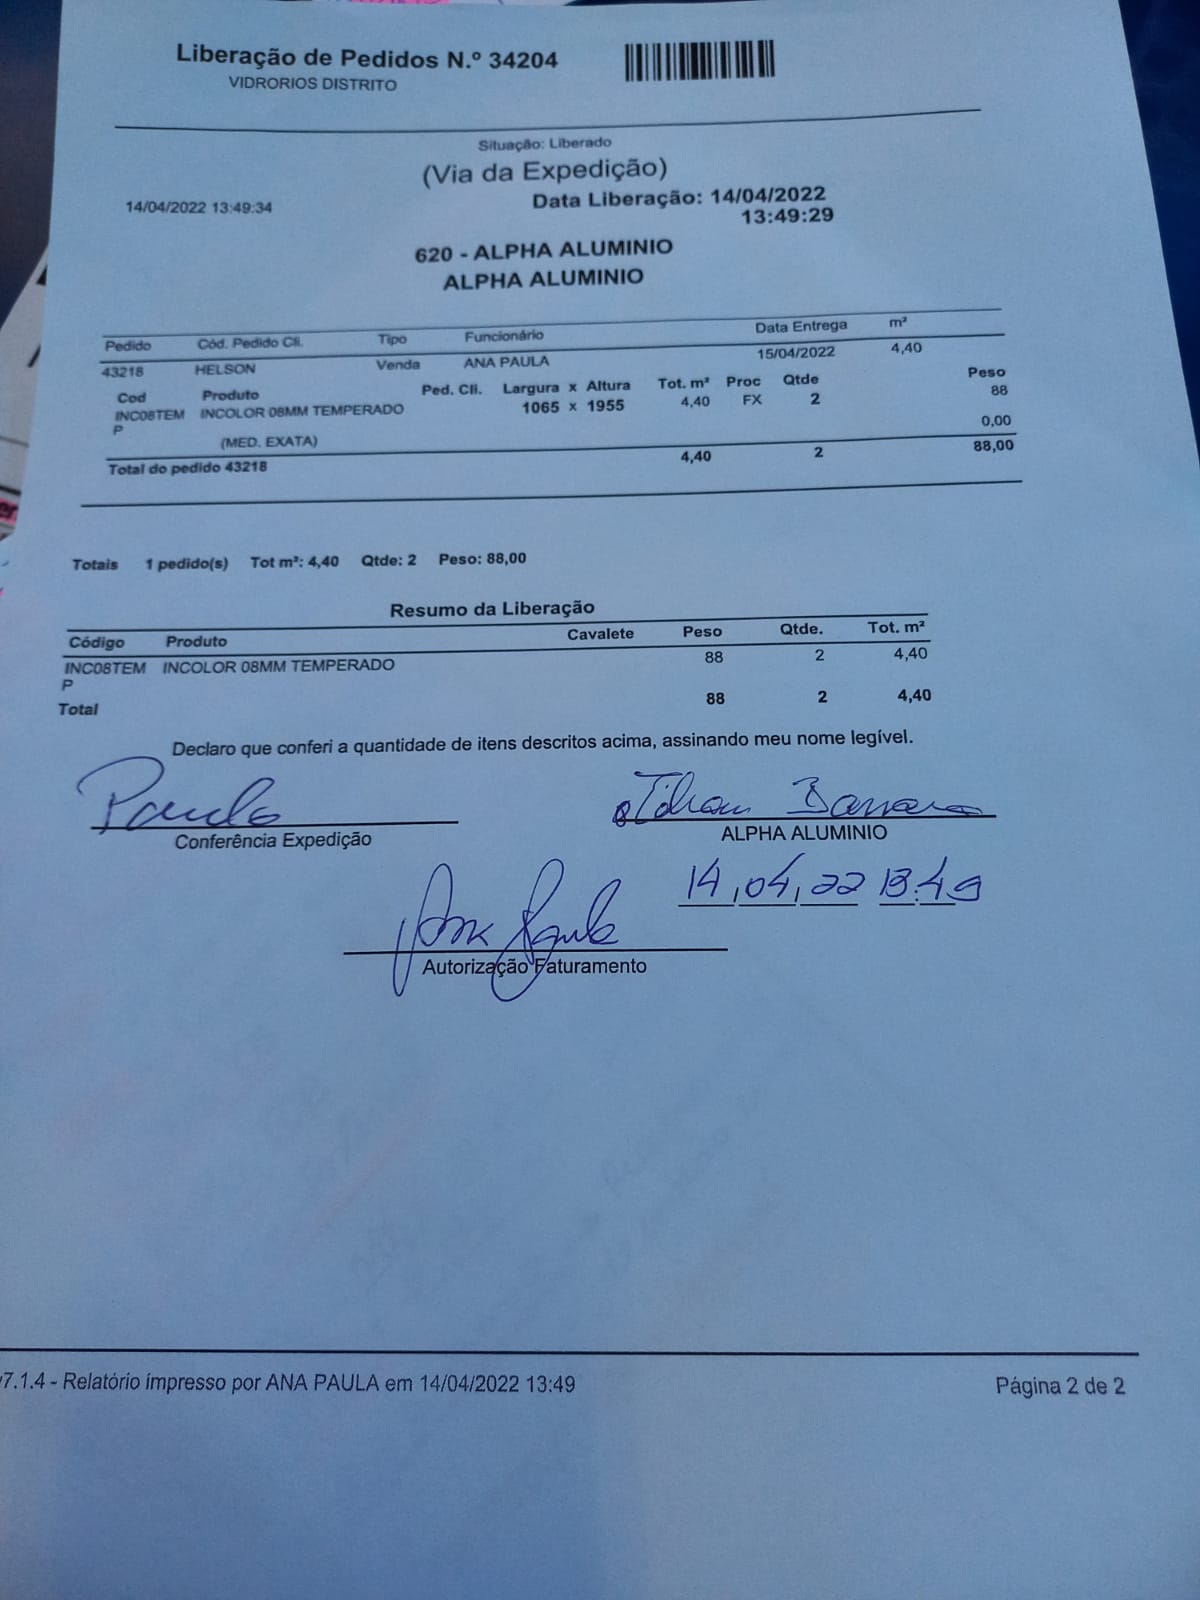 Liberação de Pedidos N.º 34204
VIDRORIOS DISTRITO
Situação: Liberado
(Via da Expedição)
14/04/2022 13:49:34
Data Liberação: 14/04/2022
13:49:29
620 - ALPHA ALUMINIO
ALPHA ALUMINIO
Pedido Cód. Pedido Cli. Tipo Funcionário Data Entrega m²
43218 HELSON Venda ANA PAULA 15/04/2022 4,40
Cod Produto Ped. Cli. Largura x Altura Tot. m² Proc Qtde Peso
INC08TEM INCOLOR 08MM TEMPERADO 1065 x 1955 4,40 FX 2 88
P
(MED. EXATA) 0,00
Total do pedido 43218 4,40 2 88,00
Totais 1 pedido(s) Tot m²: 4,40 Qtde: 2 Peso: 88,00
Resumo da Liberação
Código Produto Cavalete Peso Qtde. Tot. m²
INC08TEM INCOLOR 08MM TEMPERADO 88 2 4,40
P
Total 88 2 4,40
Declaro que conferi a quantidade de itens descritos acima, assinando meu nome legível.
Paulo
Conferência Expedição
ALPHA ALUMINIO
14,04,22 13:49
Ana Paula
Autorização Faturamento
v7.1.4 - Relatório impresso por ANA PAULA em 14/04/2022 13:49 Página 2 de 2